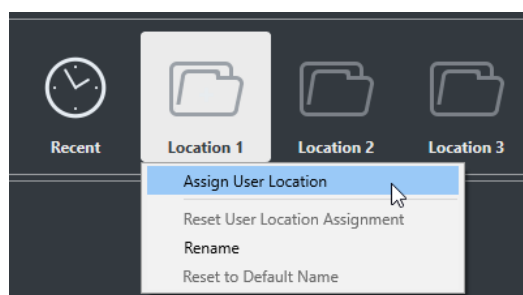 Recent Location 1 Location 2 Location 3
Assign User Location
Reset User Location Assignment
Rename
Reset to Default Name